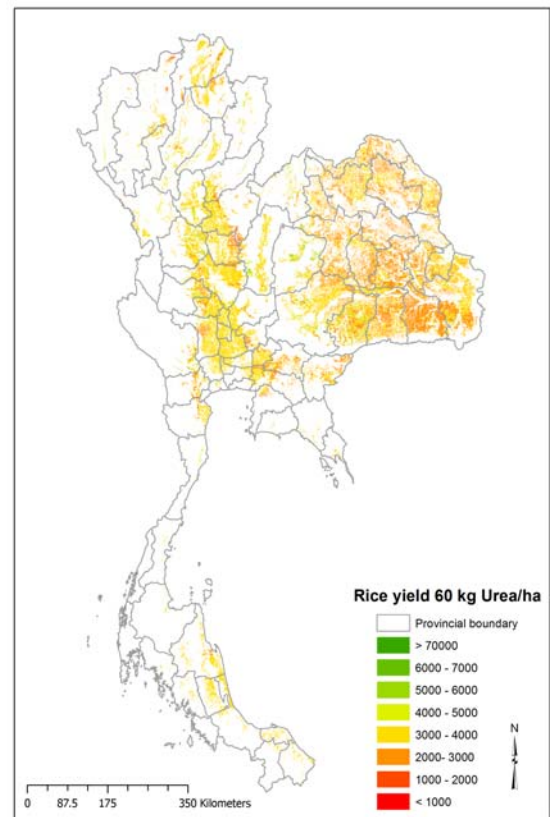 Rice yield 60 kg Urea/ha
Provincial boundary
> 70000
6000 - 7000
5000 - 6000
4000 - 5000
3000 - 4000
2000- 3000
1000 - 2000
< 1000
N
0 87.5 175 350 Kilometers